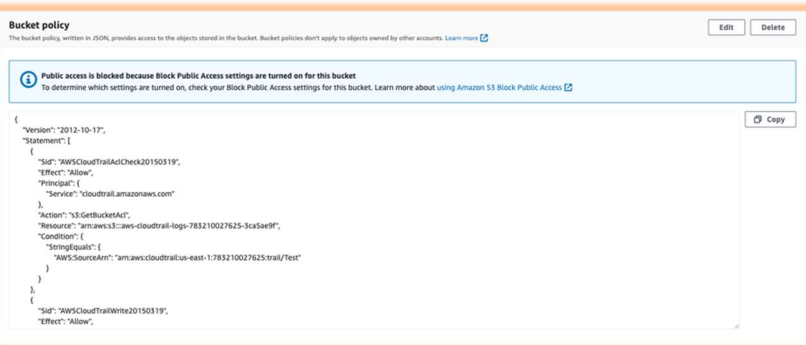 Bucket policy
Edit
Delete
The bucket policy, written in JSON, provides access to the objects stored in the bucket. Bucket policies don't apply to objects owned by other accounts. Learn more
Public access is blocked because Block Public Access settings are turned on for this bucket
To determine which settings are turned on, check your Block Public Access settings for this bucket. Learn more about using Amazon S3 Block Public Access
Copy
{
"Version": "2012-10-17",
"Statement": [
{
"Sid": "AWSCloudTrailAclCheck20150319",
"Effect": "Allow",
"Principal": {
"Service": "cloudtrail.amazonaws.com"
},
"Action": "s3:GetBucketAcl",
"Resource": "arn:aws:s3:::aws-cloudtrail-logs-783210027625-3ca5ae9f",
"Condition": {
"StringEquals": {
"AWS:SourceArn": "arn:aws:cloudtrail:us-east-1:783210027625:trail/Test"
}
}
},
{
"Sid": "AWSCloudTrailWrite20150319",
"Effect": "Allow",